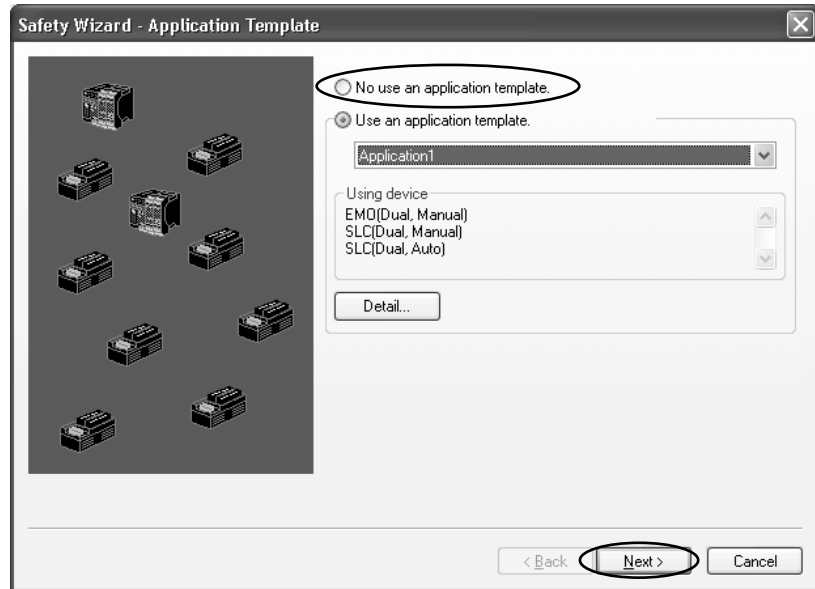 Safety Wizard - Application Template
No use an application template.
Use an application template.
Application1
Using device
EMO(Dual, Manual)
SLC(Dual, Manual)
SLC(Dual, Auto)
Detail...
< Back
Next >
Cancel